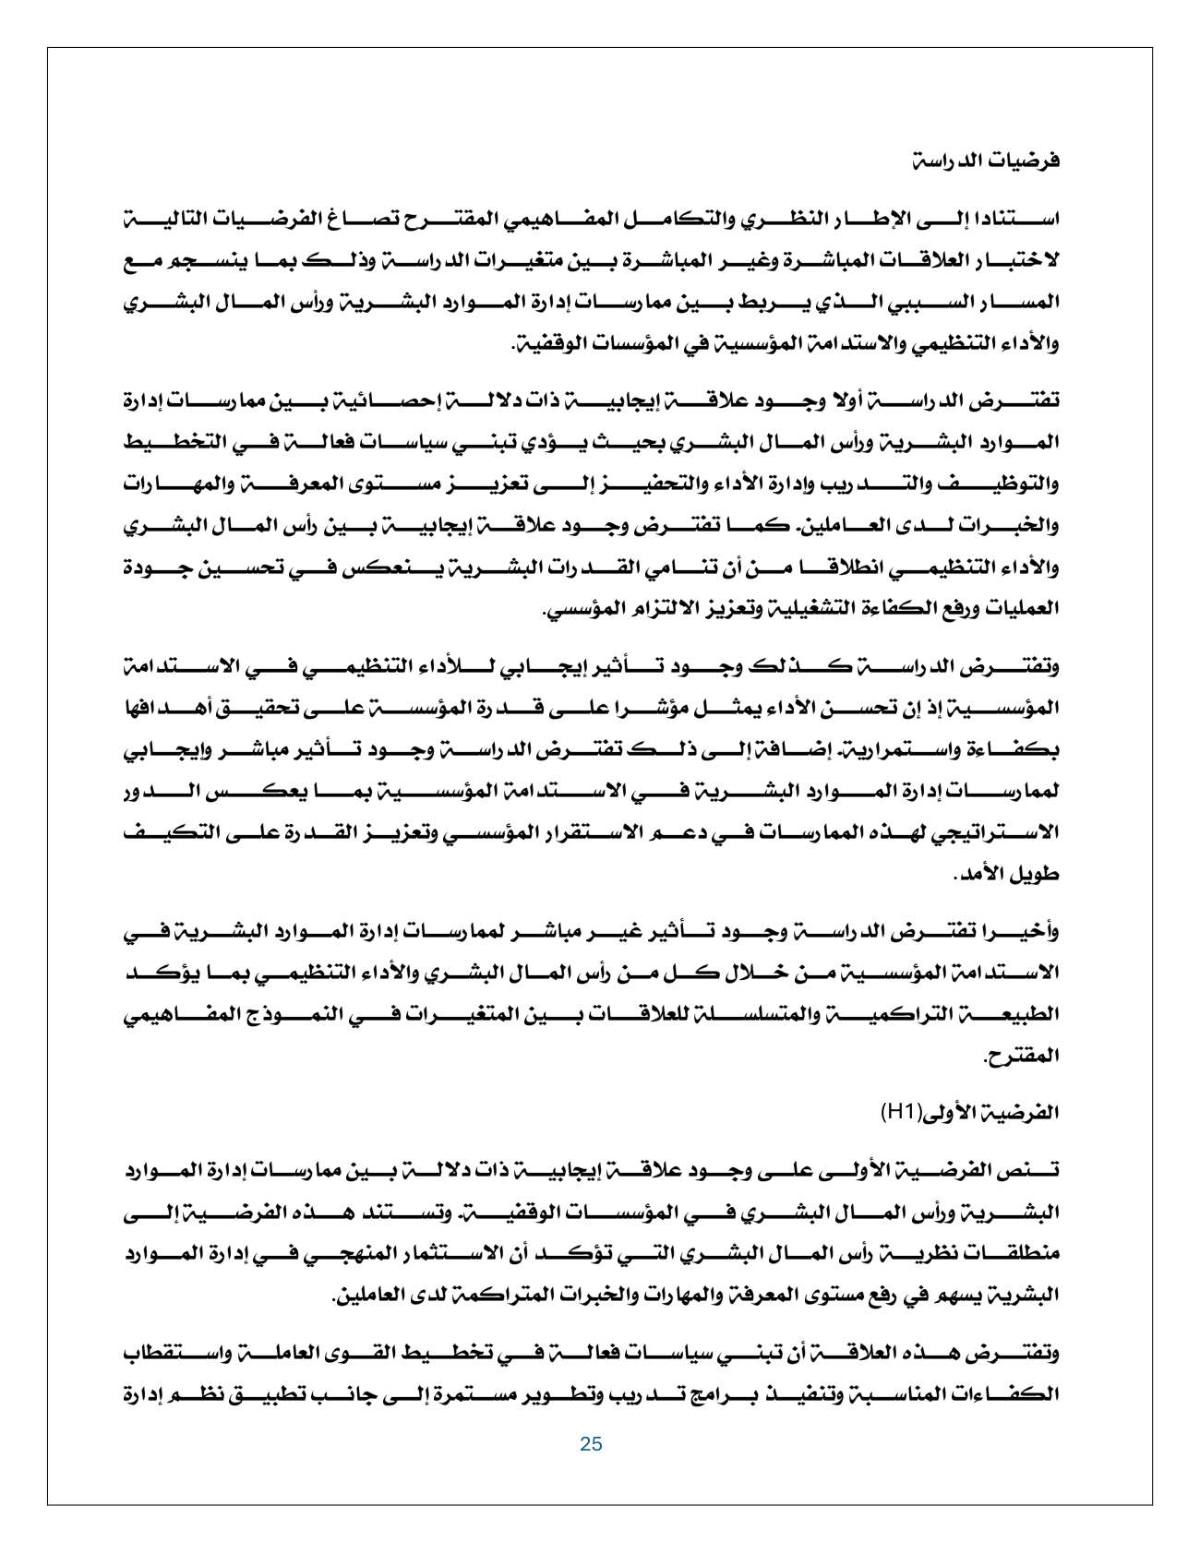 فرضيات الدراسة
استنادا إلى الإطار النظري والتكامل المفاهيمي المقترح تصاغ الفرضيات التالية
لاختبار العلاقات المباشرة وغير المباشرة بين متغيرات الدراسة وذلك بما ينسجم مع
المسار السببي الذي يربط بين ممارسات إدارة الموارد البشرية ورأس المال البشري
والأداء التنظيمي والاستدامة المؤسسية في المؤسسات الوقفية.
تفترض الدراسة أولا وجود علاقة إيجابية ذات دلالة إحصائية بين ممارسات إدارة
الموارد البشرية ورأس المال البشري بحيث يؤدي تبني سياسات فعالة في التخطيط
والتوظيف والتدريب وإدارة الأداء والتحفيز إلى تعزيز مستوى المعرفة والمهارات
والخبرات لدى العاملين. كما تفترض وجود علاقة إيجابية بين رأس المال البشري
والأداء التنظيمي انطلاقا من أن تنامي القدرات البشرية ينعكس في تحسين جودة
العمليات ورفع الكفاءة التشغيلية وتعزيز الالتزام المؤسسي.
وتفترض الدراسة كذلك وجود تأثير إيجابي للأداء التنظيمي في الاستدامة
المؤسسية إذ إن تحسن الأداء يمثل مؤشرا على قدرة المؤسسة على تحقيق أهدافها
بكفاءة واستمرارية. إضافة إلى ذلك تفترض الدراسة وجود تأثير مباشر وإيجابي
لممارسات إدارة الموارد البشرية في الاستدامة المؤسسية بما يعكس الدور
الاستراتيجي لهذه الممارسات في دعم الاستقرار المؤسسي وتعزيز القدرة على التكيف
طويل الأمد.
وأخيرا تفترض الدراسة وجود تأثير غير مباشر لممارسات إدارة الموارد البشرية في
الاستدامة المؤسسية من خلال كل من رأس المال البشري والأداء التنظيمي بما يؤكد
الطبيعة التراكمية والمتسلسلة للعلاقات بين المتغيرات في النموذج المفاهيمي
المقترح.
الفرضية الأولى(H1)
تنص الفرضية الأولى على وجود علاقة إيجابية ذات دلالة بين ممارسات إدارة الموارد
البشرية ورأس المال البشري في المؤسسات الوقفية. وتستند هذه الفرضية إلى
منطلقات نظرية رأس المال البشري التي تؤكد أن الاستثمار المنهجي في إدارة الموارد
البشرية يسهم في رفع مستوى المعرفة والمهارات والخبرات المتراكمة لدى العاملين.
وتفترض هذه العلاقة أن تبني سياسات فعالة في تخطيط القوى العاملة واستقطاب
الكفاءات المناسبة وتنفيذ برامج تدريب وتطوير مستمرة إلى جانب تطبيق نظم إدارة
25